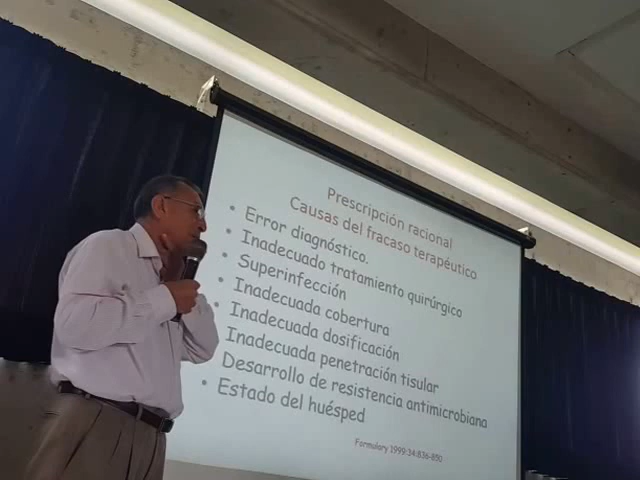 Prescripción racional
Causas del fracaso terapéutico
• Error diagnóstico.
• Inadecuado tratamiento quirúrgico
• Superinfección
• Inadecuada cobertura
• Inadecuada dosificación
Inadecuada penetración tisular
Desarrollo de resistencia antimicrobiana
• Estado del huésped
Formulary 1999:34:836-850